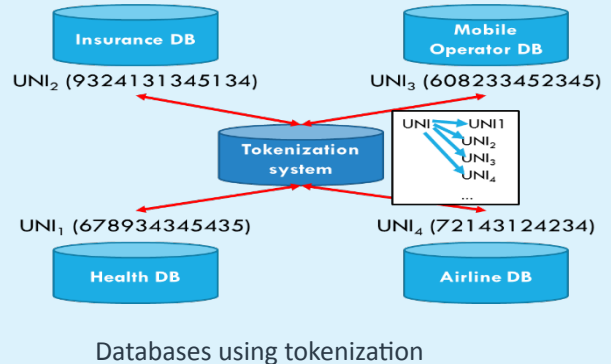 Insurance DB
Mobile
Operator DB
UNI₂ (9324131345134)
UNI₃ (608233452345)
UNI UNI1
UNI₂
UNI₃
UNI₄
...
Tokenization
system
UNI₁ (678934345435)
UNI₄ (72143124234)
Health DB
Airline DB
Databases using tokenization